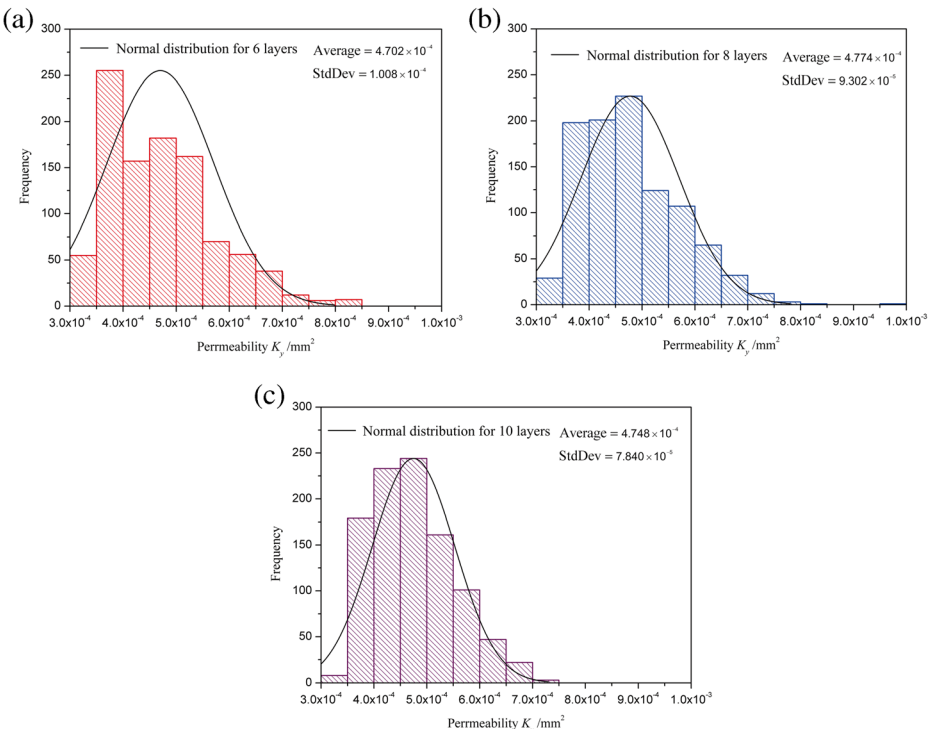 (a)
300
250
200
150
100
50
0
Frequency
Normal distribution for 6 layers
Average = 4.702×10⁻⁴
StdDev = 1.008×10⁻⁴
3.0x10⁻⁴ 4.0x10⁻⁴ 5.0x10⁻⁴ 6.0x10⁻⁴ 7.0x10⁻⁴ 8.0x10⁻⁴ 9.0x10⁻⁴ 1.0x10⁻³
Perrmeability K_y /mm²
(b)
300
250
200
150
100
50
0
Frequency
Normal distribution for 8 layers
Average = 4.774×10⁻⁴
StdDev = 9.302×10⁻⁵
3.0x10⁻⁴ 4.0x10⁻⁴ 5.0x10⁻⁴ 6.0x10⁻⁴ 7.0x10⁻⁴ 8.0x10⁻⁴ 9.0x10⁻⁴ 1.0x10⁻³
Perrmeability K_y /mm²
(c)
300
250
200
150
100
50
0
Frequency
Normal distribution for 10 layers
Average = 4.748×10⁻⁴
StdDev = 7.840×10⁻⁵
3.0x10⁻⁴ 4.0x10⁻⁴ 5.0x10⁻⁴ 6.0x10⁻⁴ 7.0x10⁻⁴ 8.0x10⁻⁴ 9.0x10⁻⁴ 1.0x10⁻³
Perrmeability K /mm²